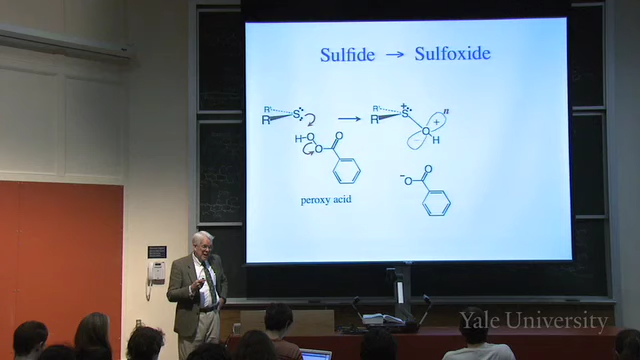 Sulfide → Sulfoxide
R'
R
S
H-O
O
O
peroxy acid
R'
R
+
S
n
+
−
O
H
−O
O
Yale University